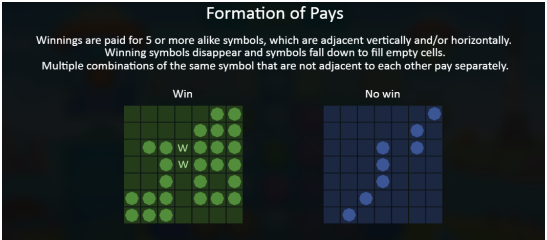 Formation of Pays
Winnings are paid for 5 or more alike symbols, which are adjacent vertically and/or horizontally.
Winning symbols disappear and symbols fall down to fill empty cells.
Multiple combinations of the same symbol that are not adjacent to each other pay separately.
Win
No win
W
W